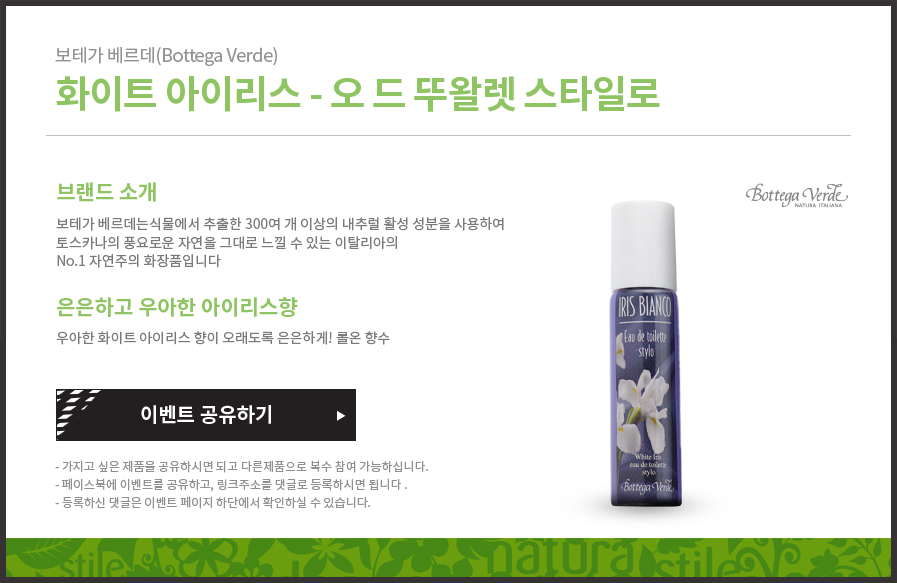 보테가 베르데(Bottega Verde)
화이트 아이리스 - 오 드 뚜왈렛 스타일로
브랜드 소개
보테가 베르데는식물에서 추출한 300여 개 이상의 내추럴 활성 성분을 사용하여
토스카나의 풍요로운 자연을 그대로 느낄 수 있는 이탈리아의
No.1 자연주의 화장품입니다
은은하고 우아한 아이리스향
우아한 화이트 아이리스 향이 오래도록 은은하게! 롤온 향수
이벤트 공유하기
- 가지고 싶은 제품을 공유하시면 되고 다른제품으로 복수 참여 가능하십니다.
- 페이스북에 이벤트를 공유하고, 링크주소를 댓글로 등록하시면 됩니다 .
- 등록하신 댓글은 이벤트 페이지 하단에서 확인하실 수 있습니다.
Bottega Verde
NATURA ITALIANA
IRIS BIANCO
Eau de toilette
stylo
White Iris
eau de toilette
stylo
Bottega Verde
stile natura stile